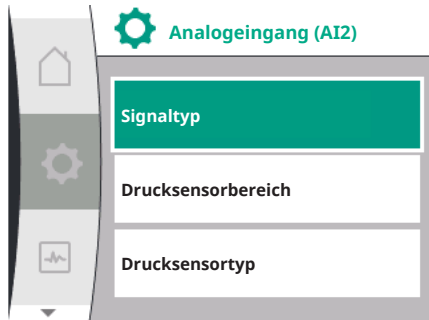 Analogeingang (AI2)
Signaltyp
Drucksensorbereich
Drucksensortyp